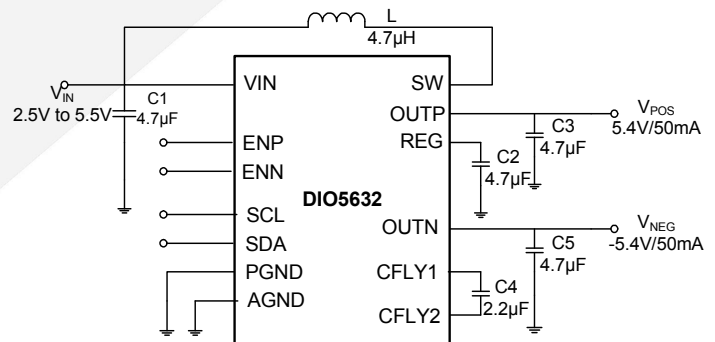 L
4.7µH
VIN
2.5V to 5.5V
C1
4.7µF
VIN
ENP
ENN
SCL
SDA
PGND
AGND
DIO5632
SW
OUTP
REG
OUTN
CFLY1
CFLY2
C2
4.7µF
C3
4.7µF
VPOS
5.4V/50mA
C5
4.7µF
VNEG
-5.4V/50mA
C4
2.2µF